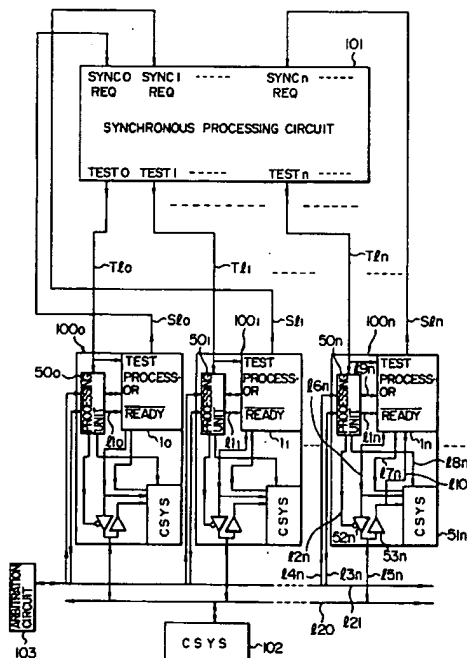 101
SYNC0 SYNC1 SYNCn
REQ REQ REQ
SYNCHRONOUS PROCESSING CIRCUIT
TEST0 TEST1 TESTn
Tl0 Tl1 Tln
Sl0 Sl1 Sln
100₀ 100₁ 100n
50₀ 50₁ 50n
TEST TEST TEST
PROCESSOR PROCESSOR PROCESSOR
READY READY READY
PROCESSING UNIT PROCESSING UNIT PROCESSING UNIT
l6n l9n
l1₀ l1₁ l1n
1₀ 1₁ 1n
l8n
l7n l10
CSYS CSYS CSYS
51n
l2n 52n 53n
l4n l3n l5n
ARBITRATION CIRCUIT
103
l20 l21
CSYS 102